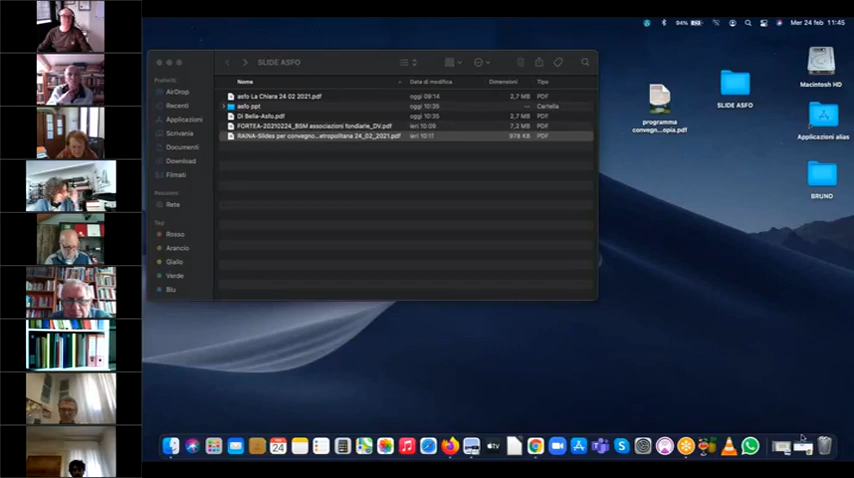 94%
Mer 24 feb 11:45
SLIDE ASFO
Preferiti
AirDrop
Recenti
Applicazioni
Scrivania
Documenti
Download
Filmati
Rete
Tag
Rosso
Arancio
Giallo
Verde
Blu
Nome
Data di modifica
Dimensioni
Tipo
asfo La Chiara 24 02 2021.pdf
oggi 09:14
2,7 MB
PDF
asfo ppt
oggi 10:35
--
Cartella
Di Bella-Asfo.pdf
oggi 10:35
2,7 MB
PDF
FORTEA-20210224_BSM associazioni fondiarie_DV.pdf
ieri 10:09
7,2 MB
PDF
RAINA-Slides per convegno...etropolitana 24_02_2021.pdf
ieri 10:11
978 KB
PDF
programma
convegn...opia.pdf
SLIDE ASFO
Macintosh HD
Applicazioni alias
BRUNO
24
tv